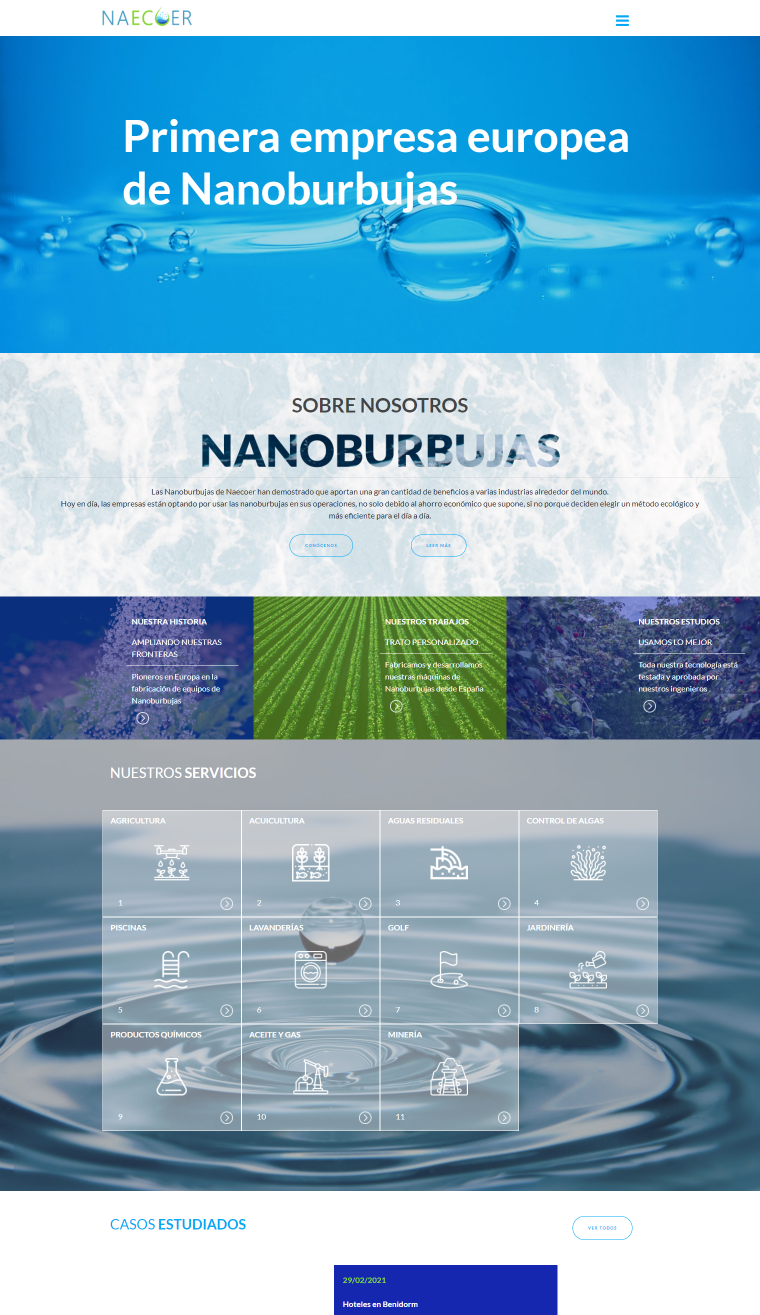 NAECOER
Primera empresa europea
de Nanoburbujas
SOBRE NOSOTROS
NANOBURBUJAS
Las Nanoburbujas de Naecoer han demostrado que aportan una gran cantidad de beneficios a varias industrias alrededor del mundo.
Hoy en día, las empresas están optando por usar las nanoburbujas en sus operaciones, no solo debido al ahorro económico que supone, si no porque deciden elegir un método ecológico y
más eficiente para el día a día.
CONÓCENOS
LEER MÁS
NUESTRA HISTORIA
AMPLIANDO NUESTRAS
FRONTERAS
Pioneros en Europa en la
fabricación de equipos de
Nanoburbujas
NUESTROS TRABAJOS
TRATO PERSONALIZADO
Fabricamos y desarrollamos
nuestras máquinas de
Nanoburbujas desde España
NUESTROS ESTUDIOS
USAMOS LO MEJOR
Toda nuestra tecnología está
testada y aprobada por
nuestros ingenieros
NUESTROS SERVICIOS
AGRICULTURA
1
ACUICULTURA
2
AGUAS RESIDUALES
3
CONTROL DE ALGAS
4
PISCINAS
5
LAVANDERÍAS
6
GOLF
7
JARDINERÍA
8
PRODUCTOS QUÍMICOS
9
ACEITE Y GAS
10
MINERÍA
11
CASOS ESTUDIADOS
VER TODOS
29/02/2021
Hoteles en Benidorm